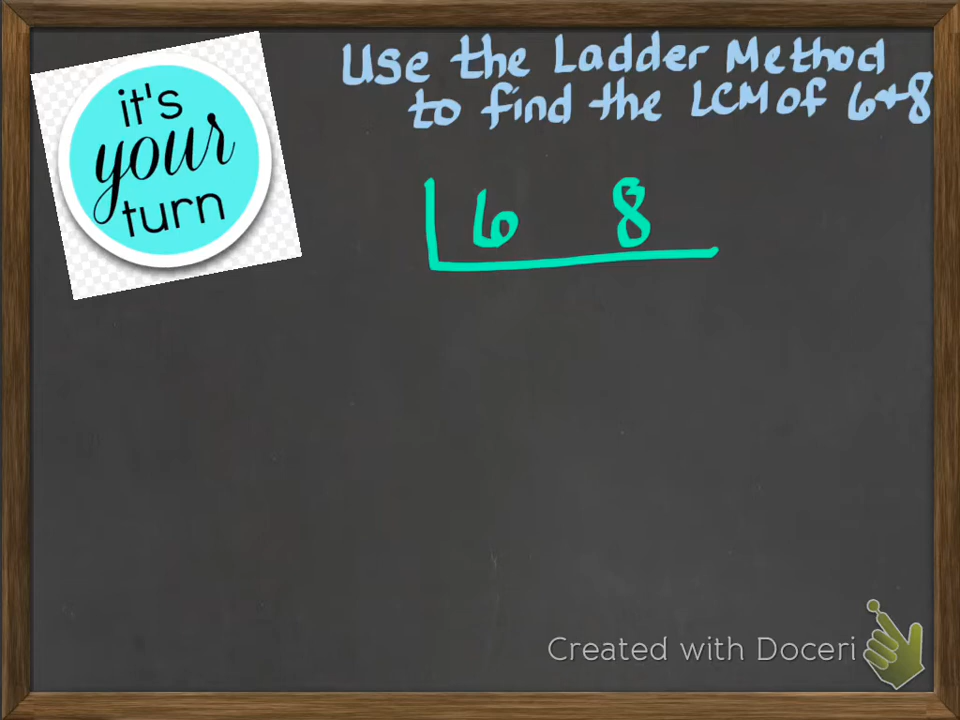 it's
your
turn
Use the Ladder Method
to find the LCM of 6+8
6 8
Created with Doceri